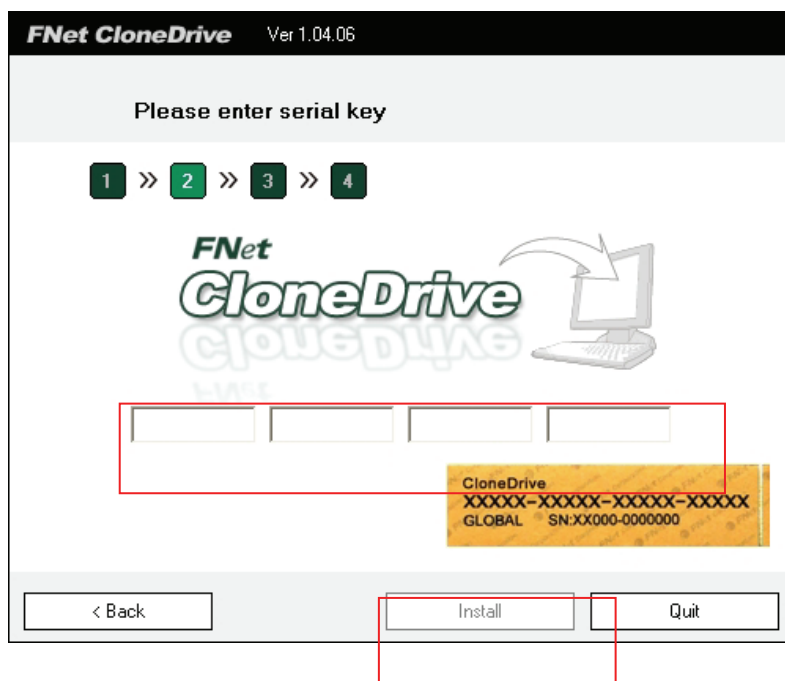 FNet CloneDrive Ver 1.04.06
Please enter serial key
1 » 2 » 3 » 4
FNet
CloneDrive
CloneDrive
XXXXX-XXXXX-XXXXX-XXXXX
GLOBAL SN:XX000-0000000
< Back Install Quit